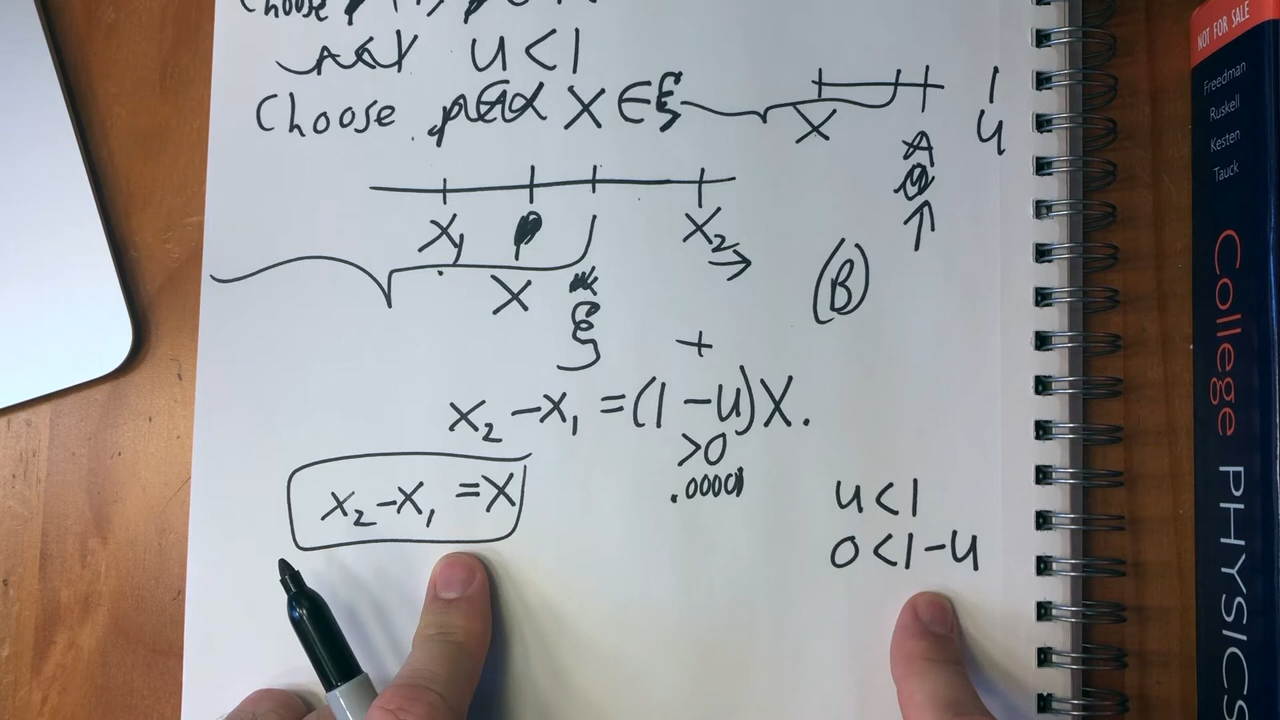 u < 1
Choose X ∈ ξ
X
1
u
X₁
X₂
→
X
ξ
↑
(B)
+
X₂ - X₁ = (1 - u) X.
> 0
.0001
X₂ - X₁ = X
u < 1
0 < 1 - u
NOT FOR SALE
Freedman
Ruskell
Kesten
Tauck
College PHYSICS